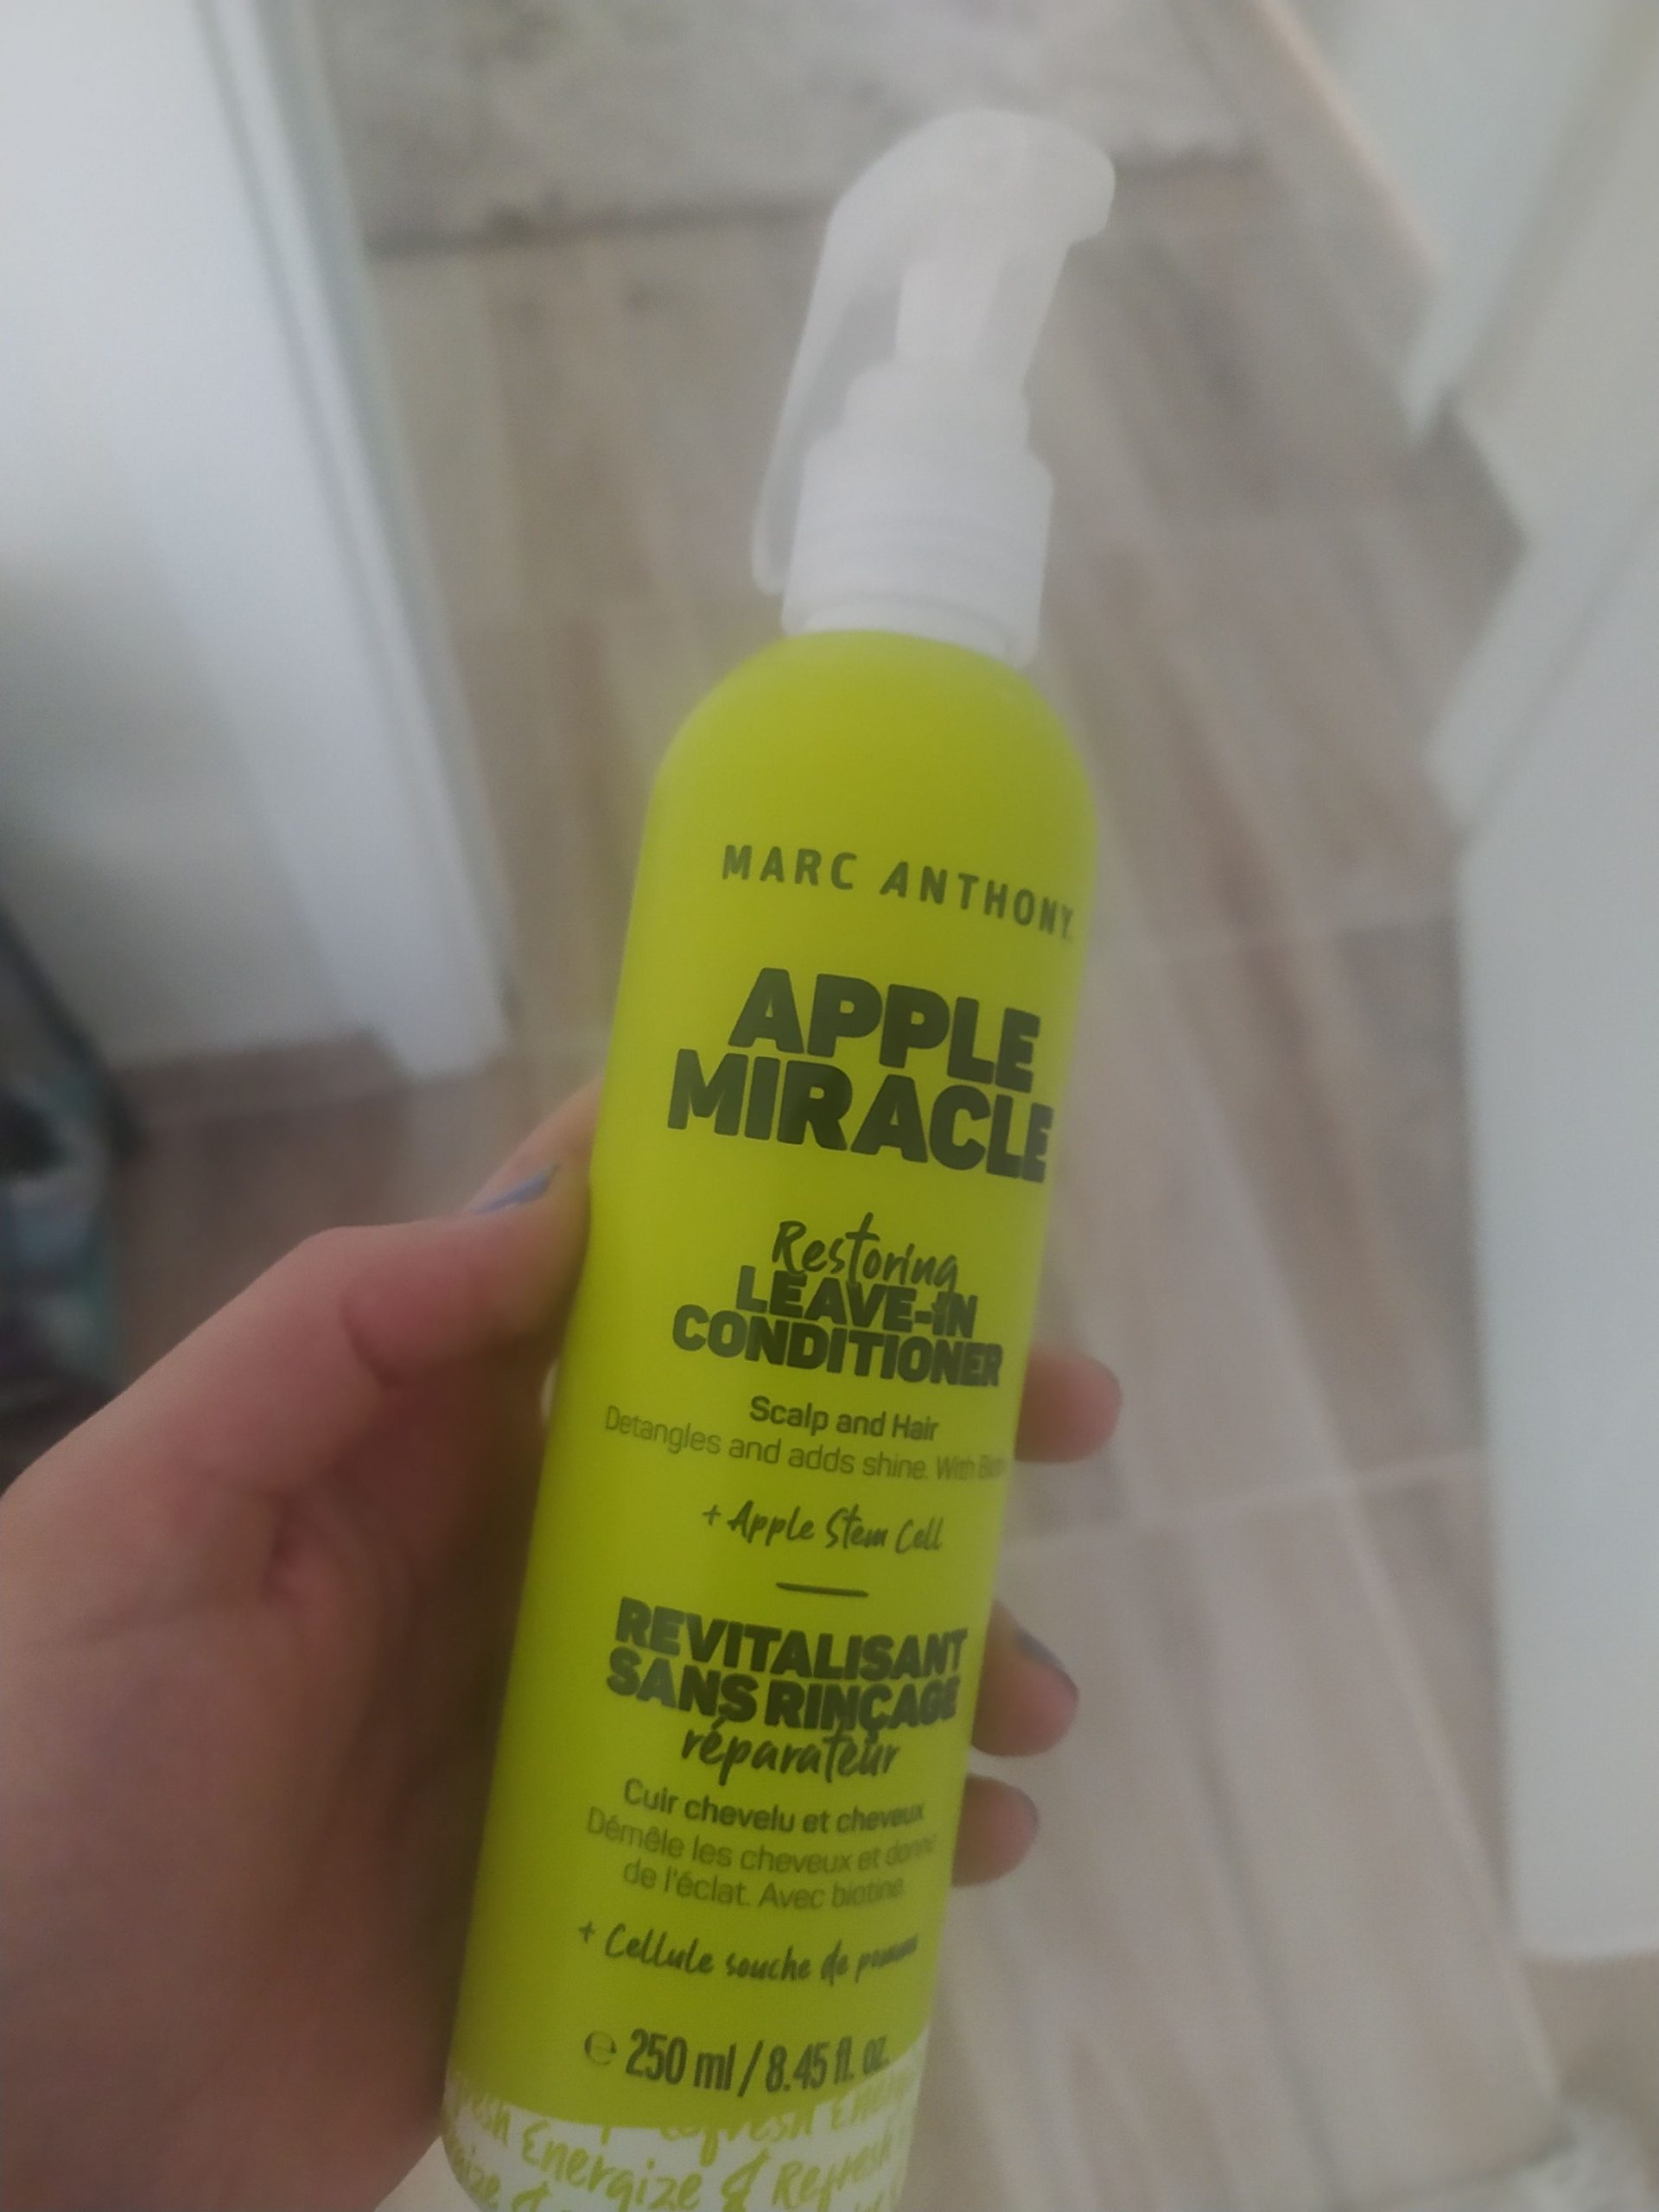 MARC ANTHONY.
APPLE
MIRACLE
Restoring
LEAVE-IN
CONDITIONER
Scalp and Hair
Detangles and adds shine. With
+ Apple Stem Cell
REVITALISANT
SANS RINÇAGE
réparateur
Cuir chevelu et cheveux
Démêle les cheveux et donne
de l'éclat. Avec biotine.
+ Cellule souche de pomme
℮ 250 ml / 8.45 fl. oz.
Energize & Refresh